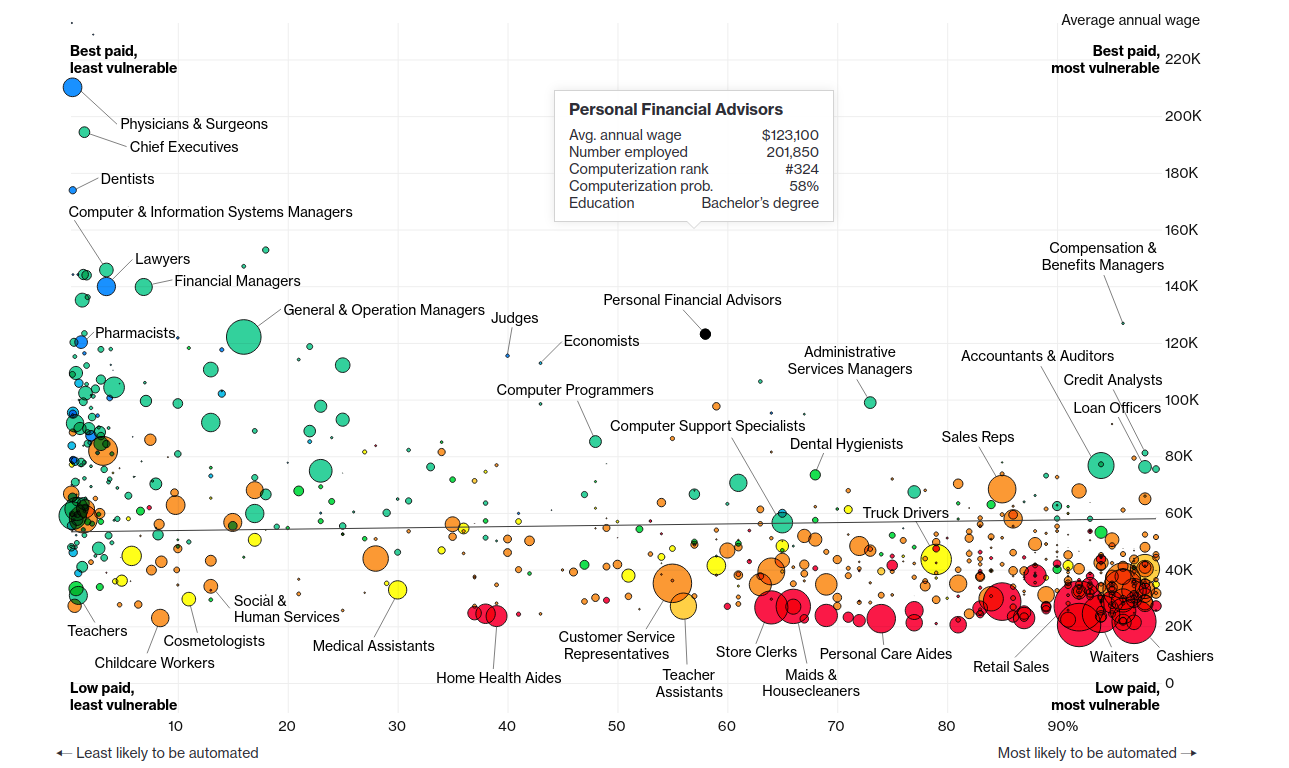 Average annual wage
Best paid,
least vulnerable
Best paid,
most vulnerable
220K
200K
180K
160K
140K
120K
100K
80K
60K
40K
20K
0
Personal Financial Advisors
Avg. annual wage $123,100
Number employed 201,850
Computerization rank #324
Computerization prob. 58%
Education Bachelor's degree
Physicians & Surgeons
Chief Executives
Dentists
Computer & Information Systems Managers
Lawyers
Financial Managers
Compensation &
Benefits Managers
Personal Financial Advisors
General & Operation Managers
Judges
Pharmacists
Economists
Administrative
Services Managers
Accountants & Auditors
Credit Analysts
Computer Programmers
Loan Officers
Computer Support Specialists
Dental Hygienists
Sales Reps
Truck Drivers
Social &
Human Services
Teachers
Cosmetologists
Medical Assistants
Childcare Workers
Home Health Aides
Customer Service
Representatives
Teacher
Assistants
Store Clerks
Maids &
Housecleaners
Personal Care Aides
Retail Sales
Waiters
Cashiers
Low paid,
least vulnerable
Low paid,
most vulnerable
10 20 30 40 50 60 70 80 90%
← Least likely to be automated
Most likely to be automated →